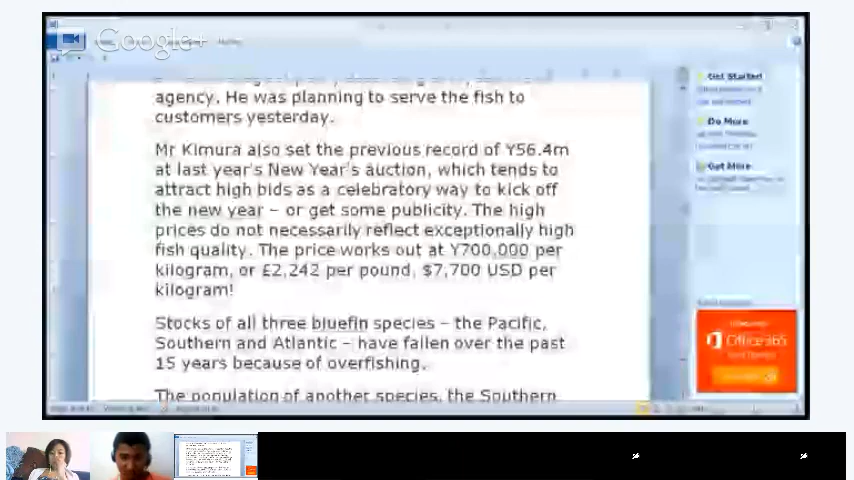 Google+
agency. He was planning to serve the fish to
customers yesterday.
Mr Kimura also set the previous record of Y56.4m
at last year's New Year's auction, which tends to
attract high bids as a celebratory way to kick off
the new year – or get some publicity. The high
prices do not necessarily reflect exceptionally high
fish quality. The price works out at Y700,000 per
kilogram, or £2,242 per pound, $7,700 USD per
kilogram!
Stocks of all three bluefin species – the Pacific,
Southern and Atlantic – have fallen over the past
15 years because of overfishing.
The population of another species, the Southern
Get Started
Do More
Get More
Office 365